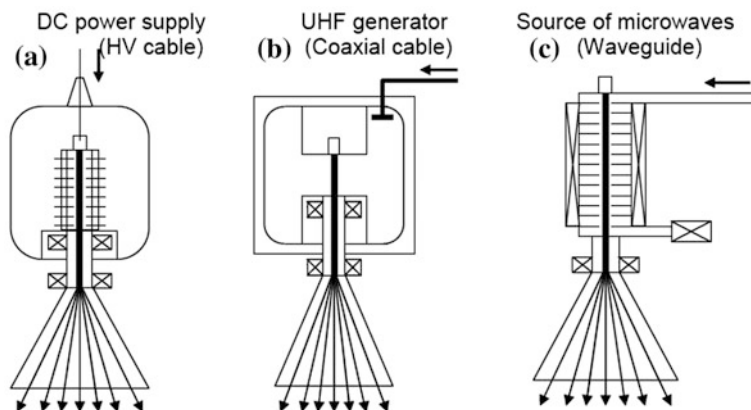 DC power supply
(a) (HV cable)
UHF generator
(b) (Coaxial cable)
Source of microwaves
(c) (Waveguide)